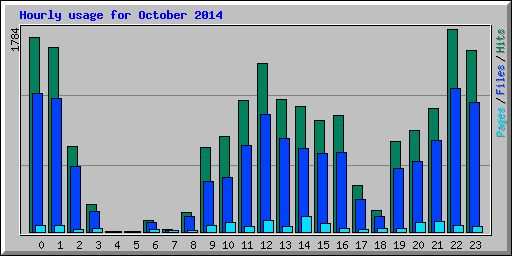 Hourly usage for October 2014
1784
Pages / Files / Hits
0 1 2 3 4 5 6 7 8 9 10 11 12 13 14 15 16 17 18 19 20 21 22 23